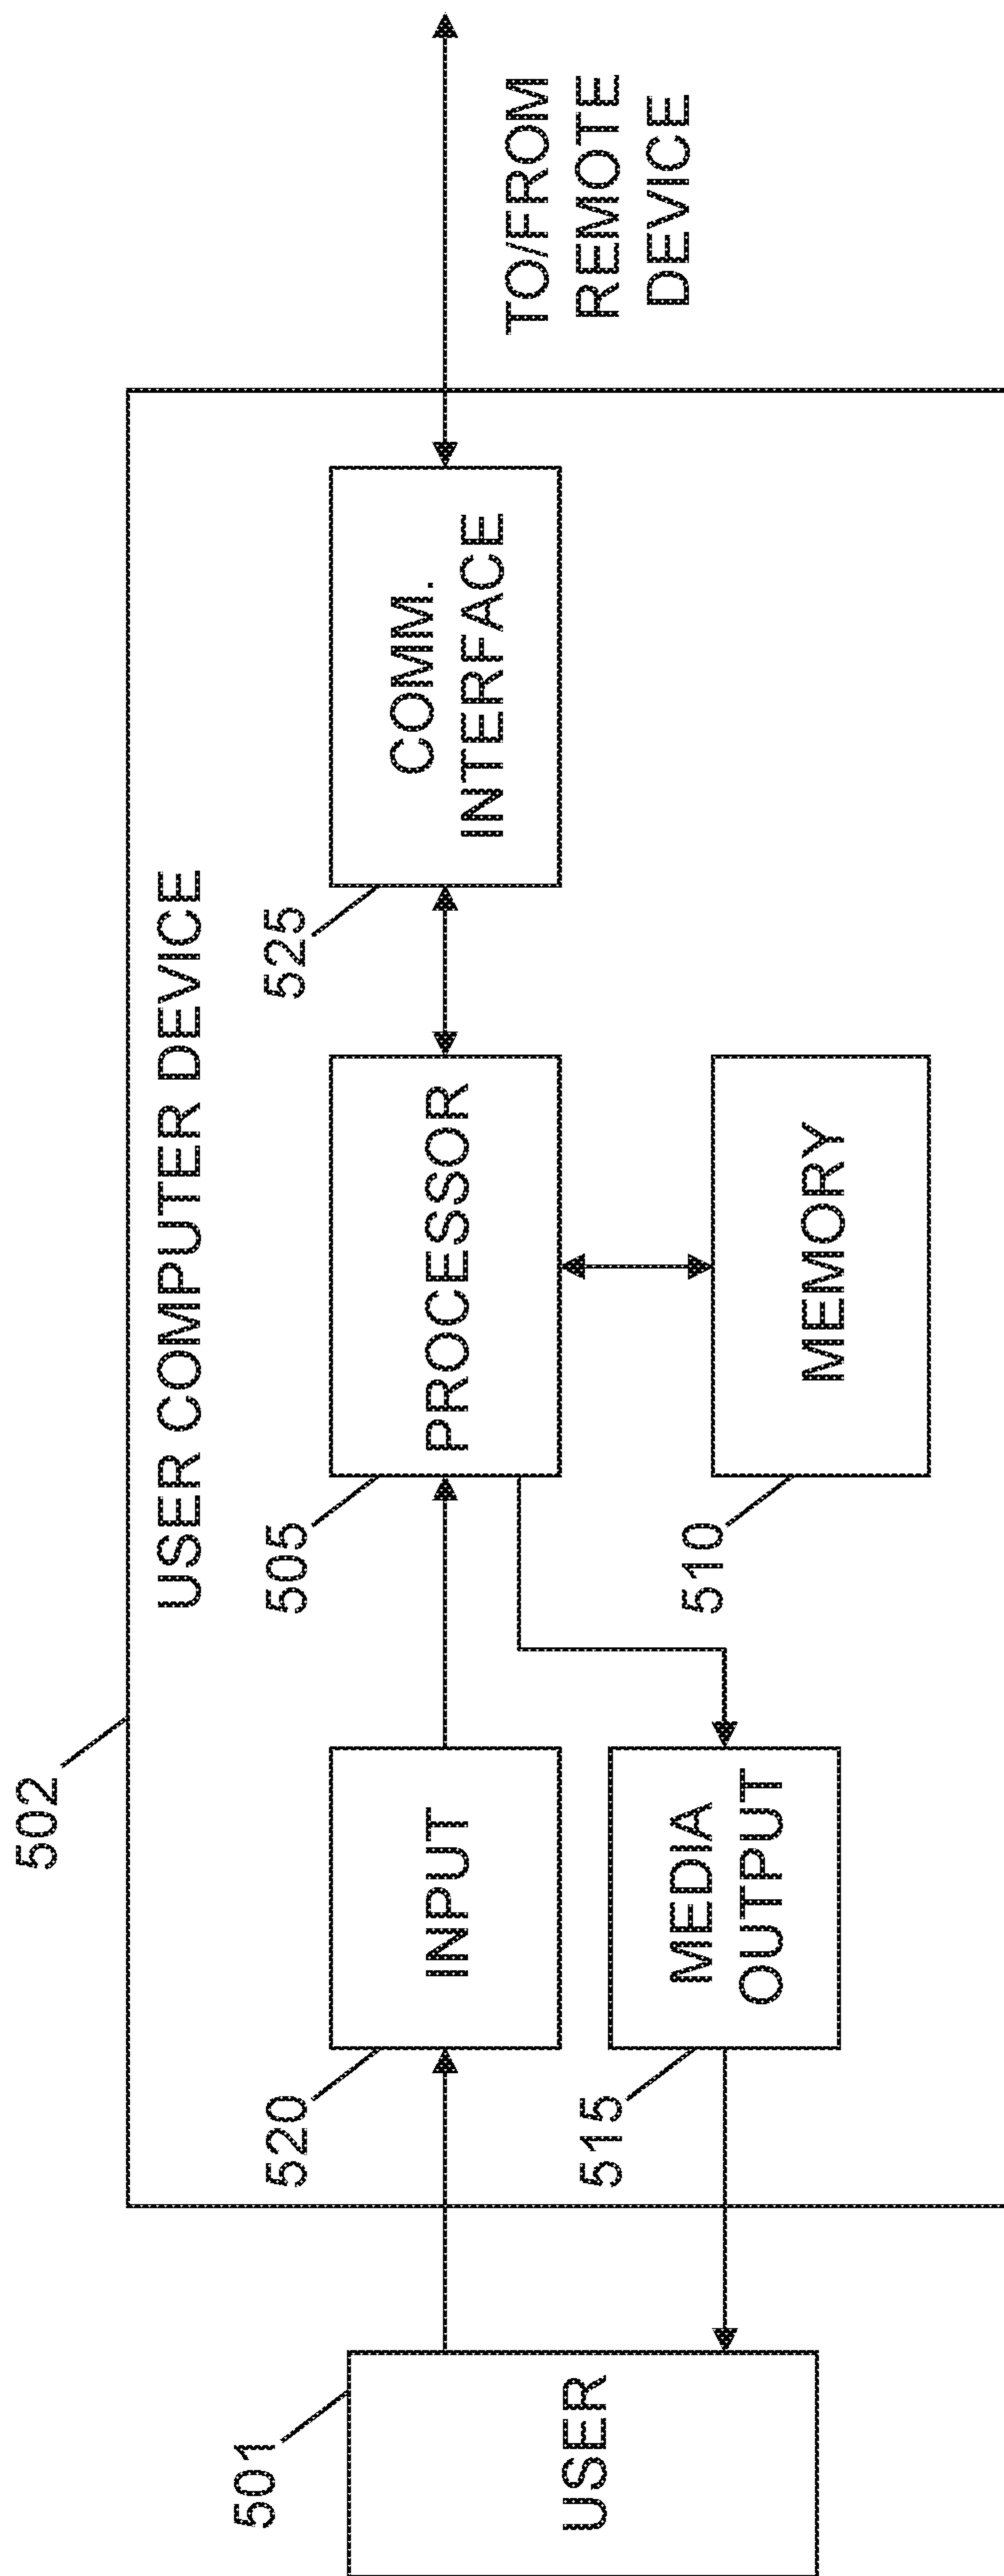 502
USER COMPUTER DEVICE
501
USER
520
INPUT
505
PROCESSOR
525
COMM.
INTERFACE
TO/FROM
REMOTE
DEVICE
515
MEDIA
OUTPUT
510
MEMORY